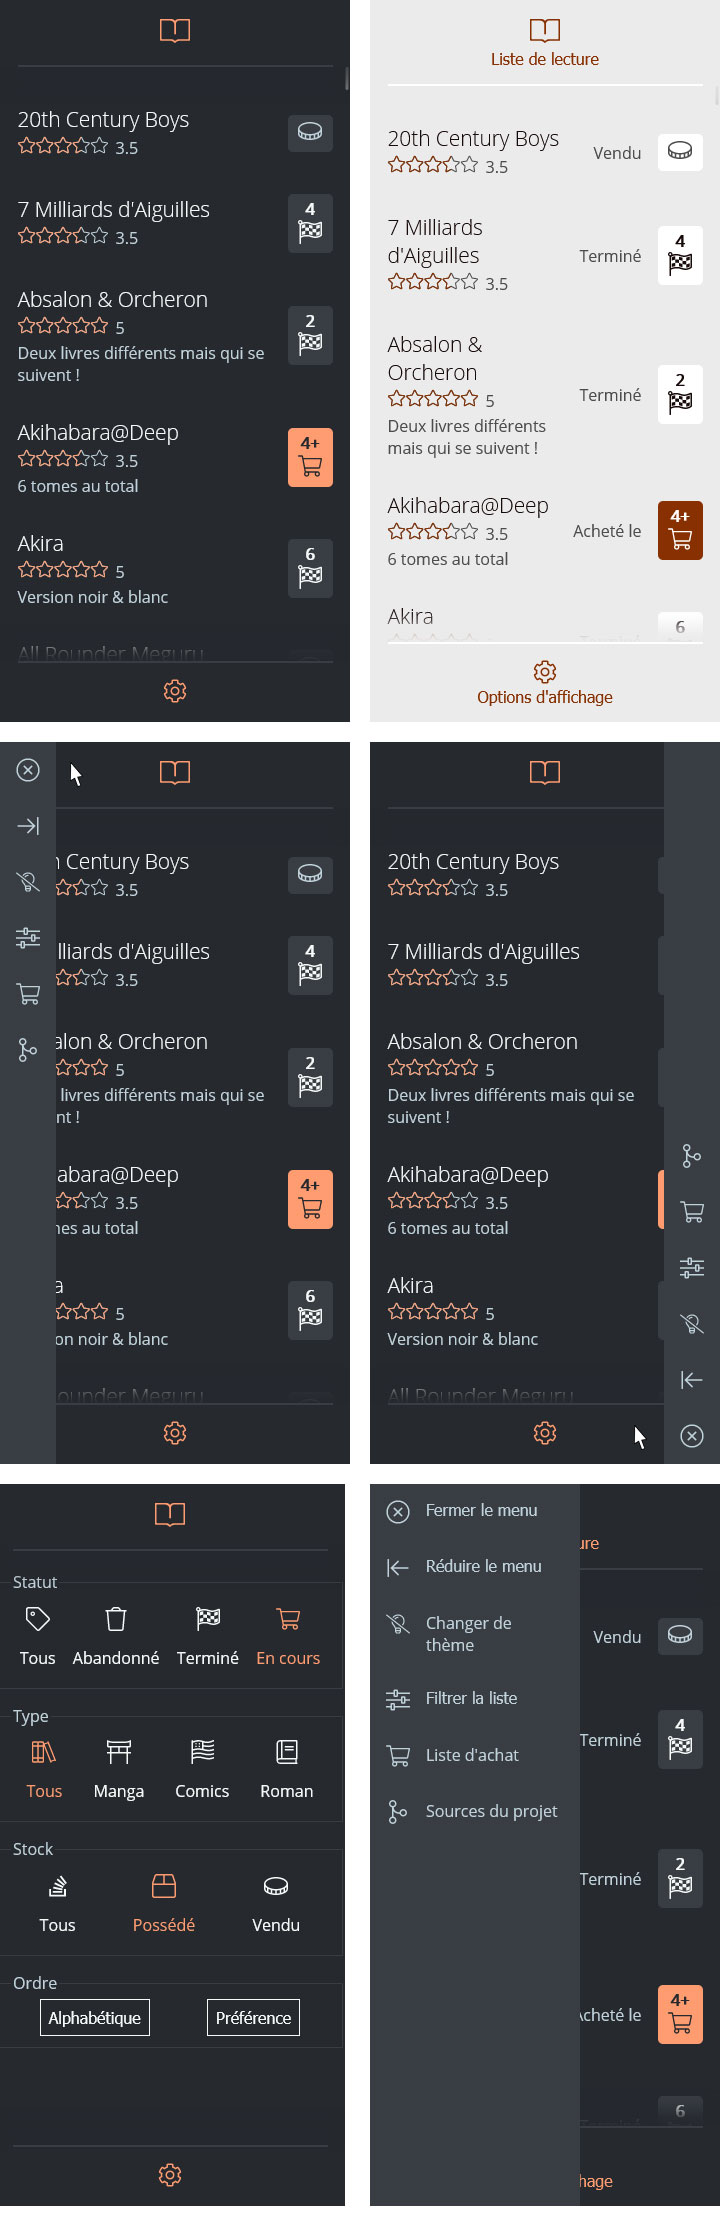 20th Century Boys
3.5
7 Milliards d'Aiguilles
3.5
4
Absalon & Orcheron
5
Deux livres différents mais qui se
suivent !
2
Akihabara@Deep
3.5
6 tomes au total
4+
Akira
5
Version noir & blanc
6
All Rounder Meguru
Liste de lecture
20th Century Boys
3.5
Vendu
7 Milliards
d'Aiguilles
3.5
Terminé
4
Absalon &
Orcheron
5
Deux livres différents
mais qui se suivent !
Terminé
2
Akihabara@Deep
3.5
6 tomes au total
Acheté le
4+
Akira
Terminé
6
Options d'affichage
h Century Boys
3.5
lliards d'Aiguilles
3.5
4
alon & Orcheron
5
livres différents mais qui se
nt !
2
abara@Deep
3.5
mes au total
4+
a
5
on noir & blanc
6
ounder Meguru
20th Century Boys
3.5
7 Milliards d'Aiguilles
3.5
Absalon & Orcheron
5
Deux livres différents mais qui se
suivent !
Akihabara@Deep
3.5
6 tomes au total
Akira
5
Version noir & blanc
All Rounder Meguru
Statut
Tous Abandonné Terminé En cours
Type
Tous Manga Comics Roman
Stock
Tous Possédé Vendu
Ordre
Alphabétique Préférence
Fermer le menu
Réduire le menu
Changer de
thème
Filtrer la liste
Liste d'achat
Sources du projet
ure
Vendu
Terminé
4
Terminé
2
Acheté le
4+
Terminé
6
hage